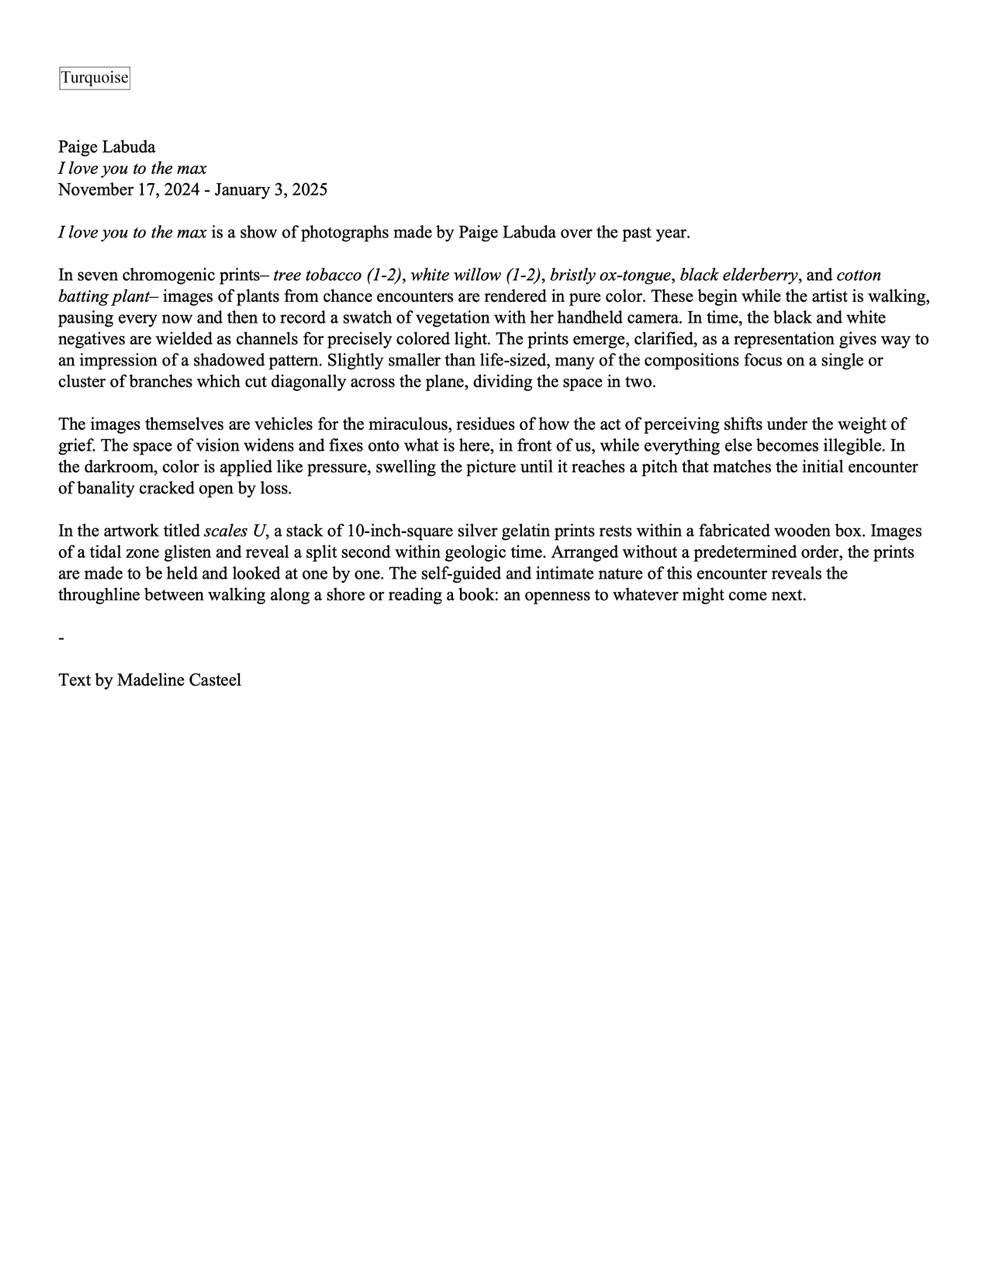 Turquoise
Paige Labuda
I love you to the max
November 17, 2024 - January 3, 2025
I love you to the max is a show of photographs made by Paige Labuda over the past year.
In seven chromogenic prints– tree tobacco (1-2), white willow (1-2), bristly ox-tongue, black elderberry, and cotton
batting plant– images of plants from chance encounters are rendered in pure color. These begin while the artist is walking,
pausing every now and then to record a swatch of vegetation with her handheld camera. In time, the black and white
negatives are wielded as channels for precisely colored light. The prints emerge, clarified, as a representation gives way to
an impression of a shadowed pattern. Slightly smaller than life-sized, many of the compositions focus on a single or
cluster of branches which cut diagonally across the plane, dividing the space in two.
The images themselves are vehicles for the miraculous, residues of how the act of perceiving shifts under the weight of
grief. The space of vision widens and fixes onto what is here, in front of us, while everything else becomes illegible. In
the darkroom, color is applied like pressure, swelling the picture until it reaches a pitch that matches the initial encounter
of banality cracked open by loss.
In the artwork titled scales U, a stack of 10-inch-square silver gelatin prints rests within a fabricated wooden box. Images
of a tidal zone glisten and reveal a split second within geologic time. Arranged without a predetermined order, the prints
are made to be held and looked at one by one. The self-guided and intimate nature of this encounter reveals the
throughline between walking along a shore or reading a book: an openness to whatever might come next.
-
Text by Madeline Casteel